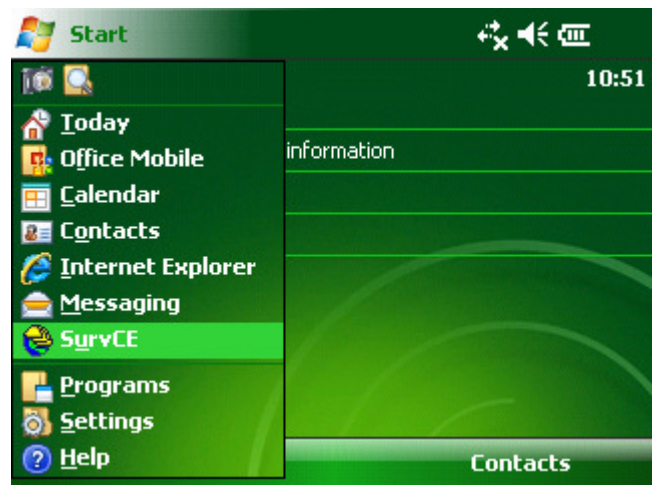 Start
10:51
Today
Office Mobile
information
Calendar
Contacts
Internet Explorer
Messaging
SurvCE
Programs
Settings
Help
Contacts